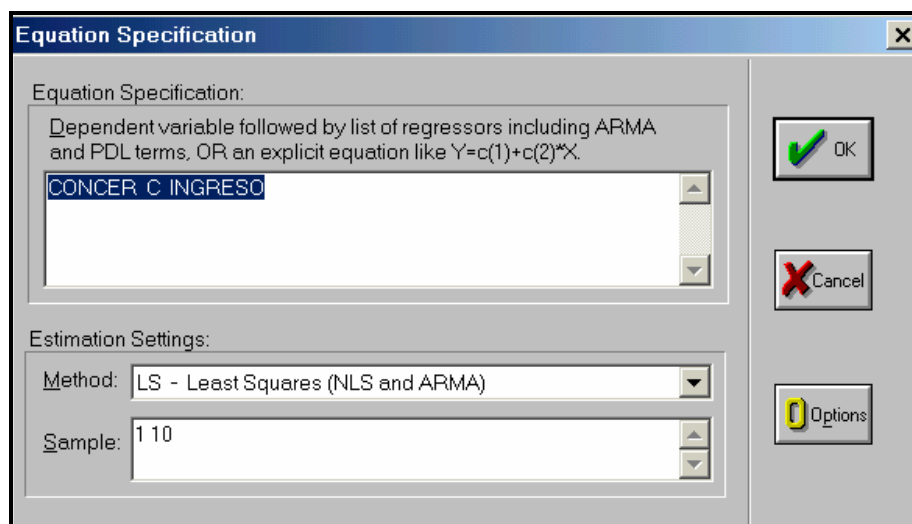 Equation Specification
Equation Specification:
Dependent variable followed by list of regressors including ARMA
and PDL terms, OR an explicit equation like Y=c(1)+c(2)*X.
CONCER C INGRESO
OK
Cancel
Estimation Settings:
Method: LS - Least Squares (NLS and ARMA)
Sample: 1 10
Options